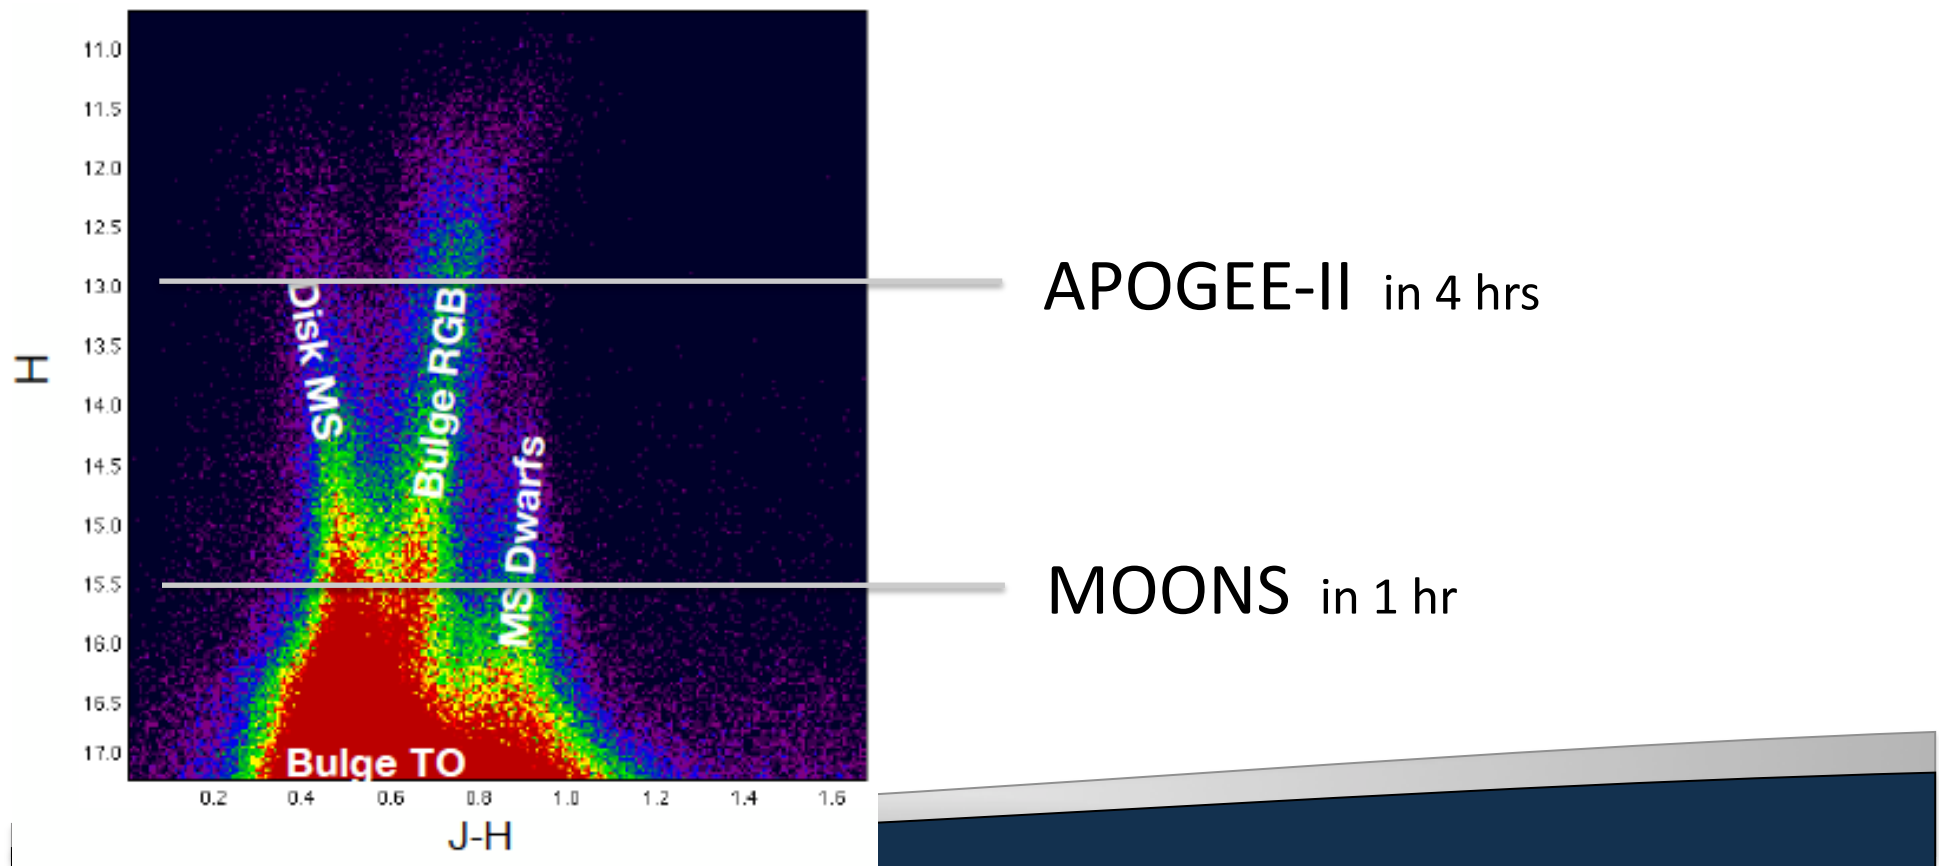 11.0
11.5
12.0
12.5
13.0
13.5
14.0
14.5
15.0
15.5
16.0
16.5
17.0
H
Disk MS
Bulge RGB
MS Dwarfs
Bulge TO
0.2 0.4 0.6 0.8 1.0 1.2 1.4 1.6
J-H
APOGEE-II in 4 hrs
MOONS in 1 hr